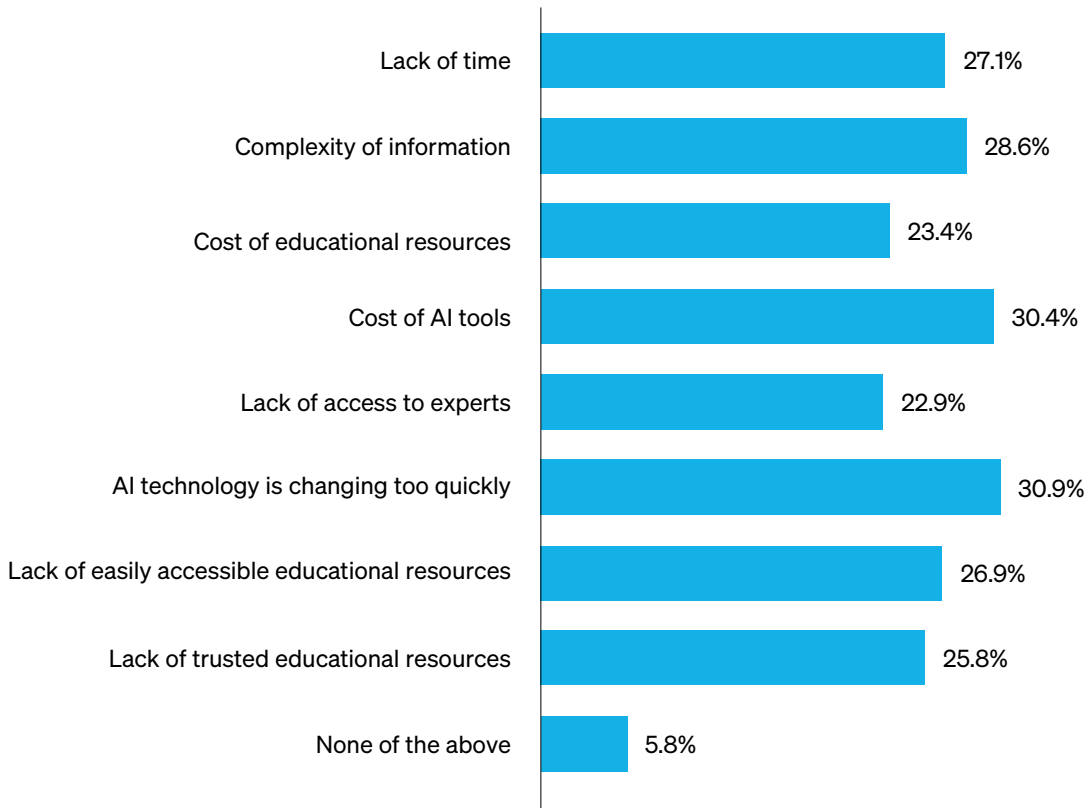 Lack of time 27.1%
Complexity of information 28.6%
Cost of educational resources 23.4%
Cost of AI tools 30.4%
Lack of access to experts 22.9%
AI technology is changing too quickly 30.9%
Lack of easily accessible educational resources 26.9%
Lack of trusted educational resources 25.8%
None of the above 5.8%